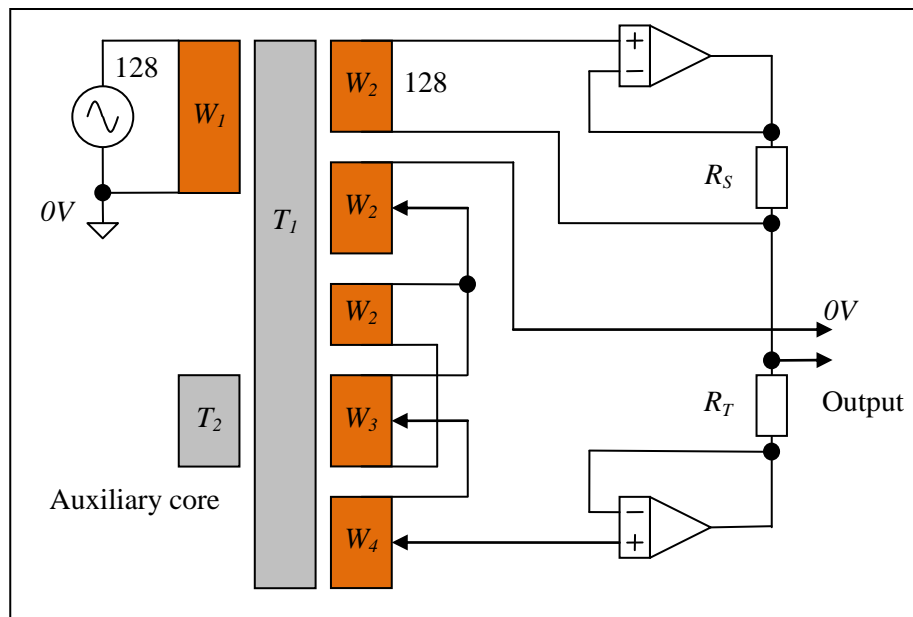 128
W1
T1
W2
128
+
−
RS
0V
W2
W2
0V
T2
W3
RT
Output
Auxiliary core
W4
−
+